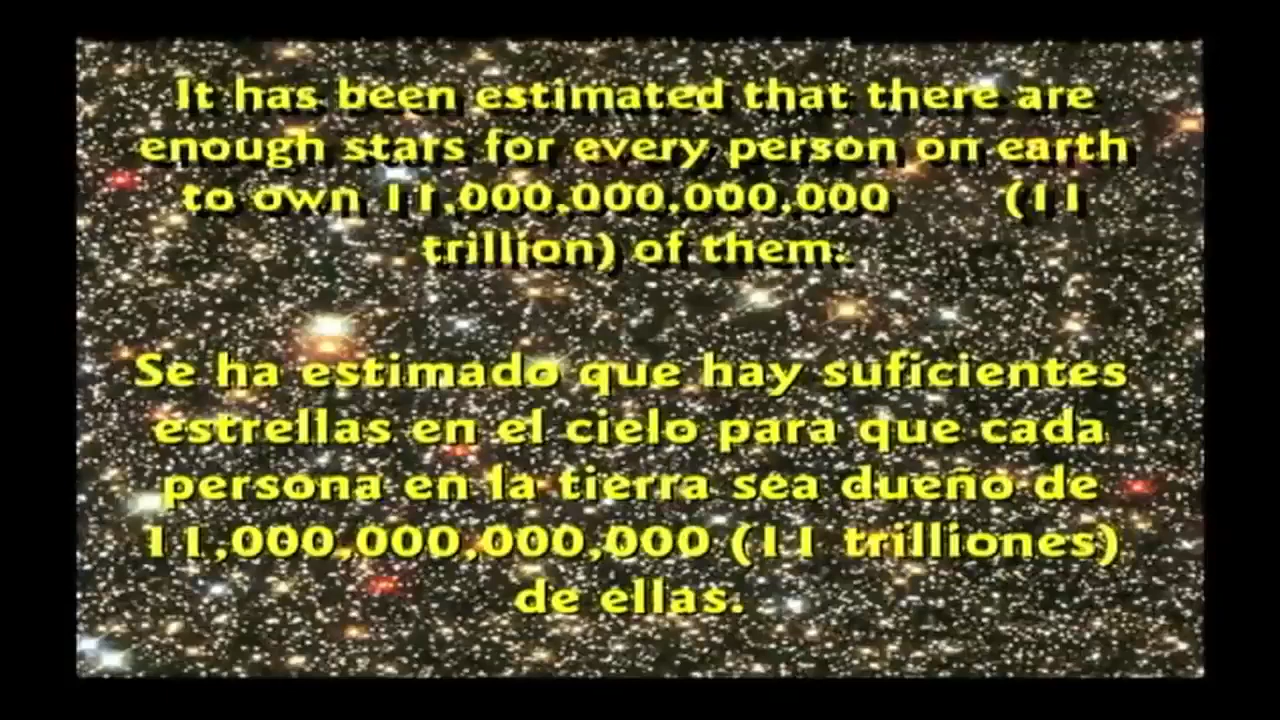 It has been estimated that there are
enough stars for every person on earth
to own 11,000,000,000,000 (11
trillion) of them.
Se ha estimado que hay suficientes
estrellas en el cielo para que cada
persona en la tierra sea dueño de
11,000,000,000,000 (11 trilliones)
de ellas.